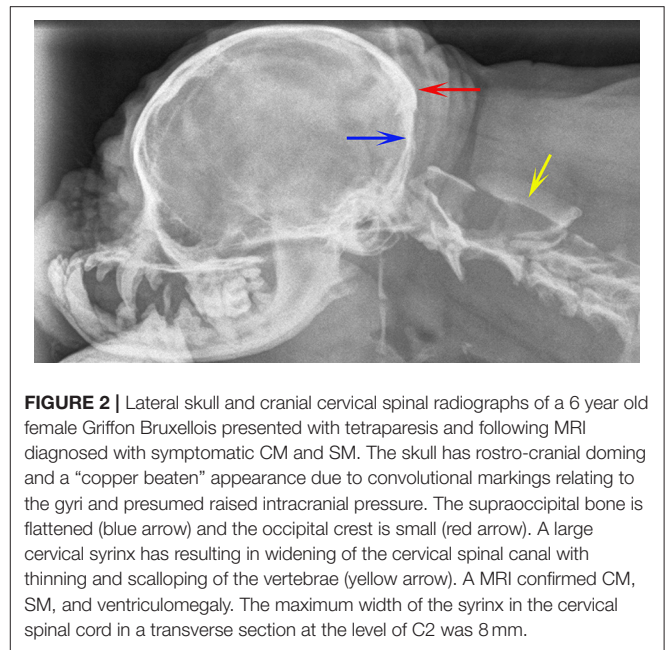 FIGURE 2 | Lateral skull and cranial cervical spinal radiographs of a 6 year old
female Griffon Bruxellois presented with tetraparesis and following MRI
diagnosed with symptomatic CM and SM. The skull has rostro-cranial doming
and a “copper beaten” appearance due to convolutional markings relating to
the gyri and presumed raised intracranial pressure. The supraoccipital bone is
flattened (blue arrow) and the occipital crest is small (red arrow). A large
cervical syrinx has resulting in widening of the cervical spinal canal with
thinning and scalloping of the vertebrae (yellow arrow). A MRI confirmed CM,
SM, and ventriculomegaly. The maximum width of the syrinx in the cervical
spinal cord in a transverse section at the level of C2 was 8 mm.